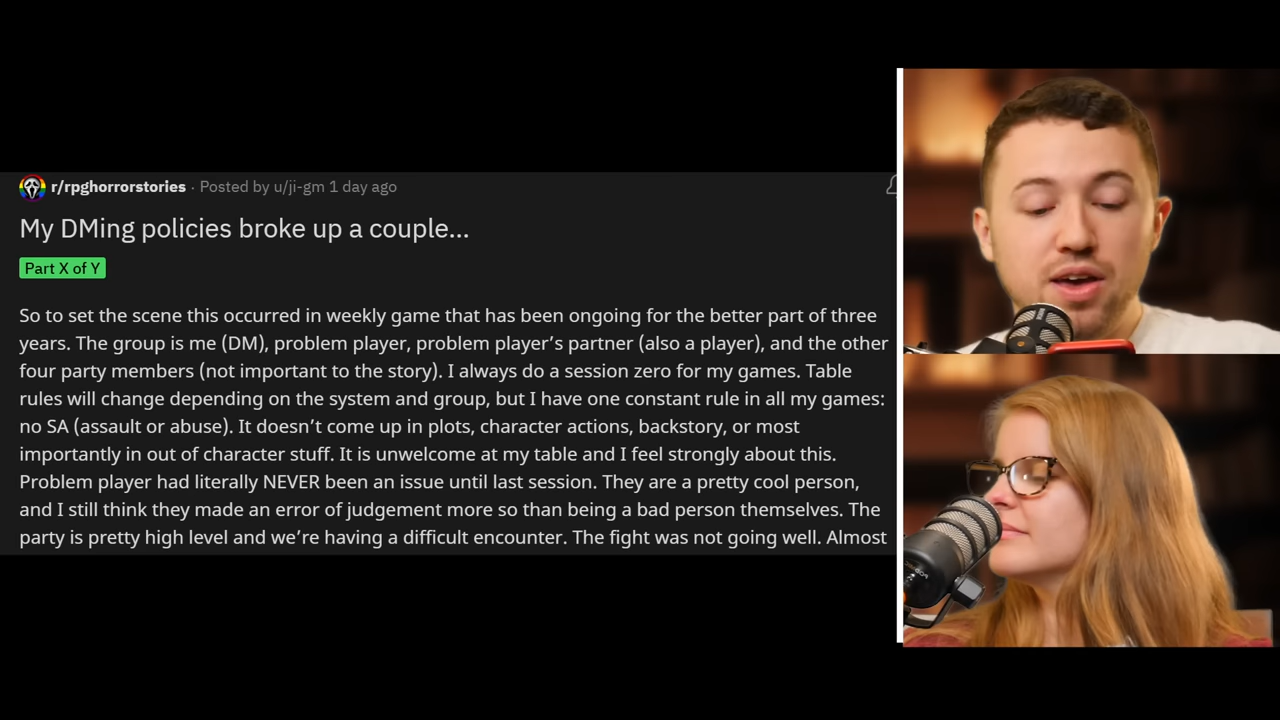 r/rpghorrorstories · Posted by u/ji-gm 1 day ago
My DMing policies broke up a couple...
Part X of Y
So to set the scene this occurred in weekly game that has been ongoing for the better part of three
years. The group is me (DM), problem player, problem player’s partner (also a player), and the other
four party members (not important to the story). I always do a session zero for my games. Table
rules will change depending on the system and group, but I have one constant rule in all my games:
no SA (assault or abuse). It doesn’t come up in plots, character actions, backstory, or most
importantly in out of character stuff. It is unwelcome at my table and I feel strongly about this.
Problem player had literally NEVER been an issue until last session. They are a pretty cool person,
and I still think they made an error of judgement more so than being a bad person themselves. The
party is pretty high level and we’re having a difficult encounter. The fight was not going well. Almost